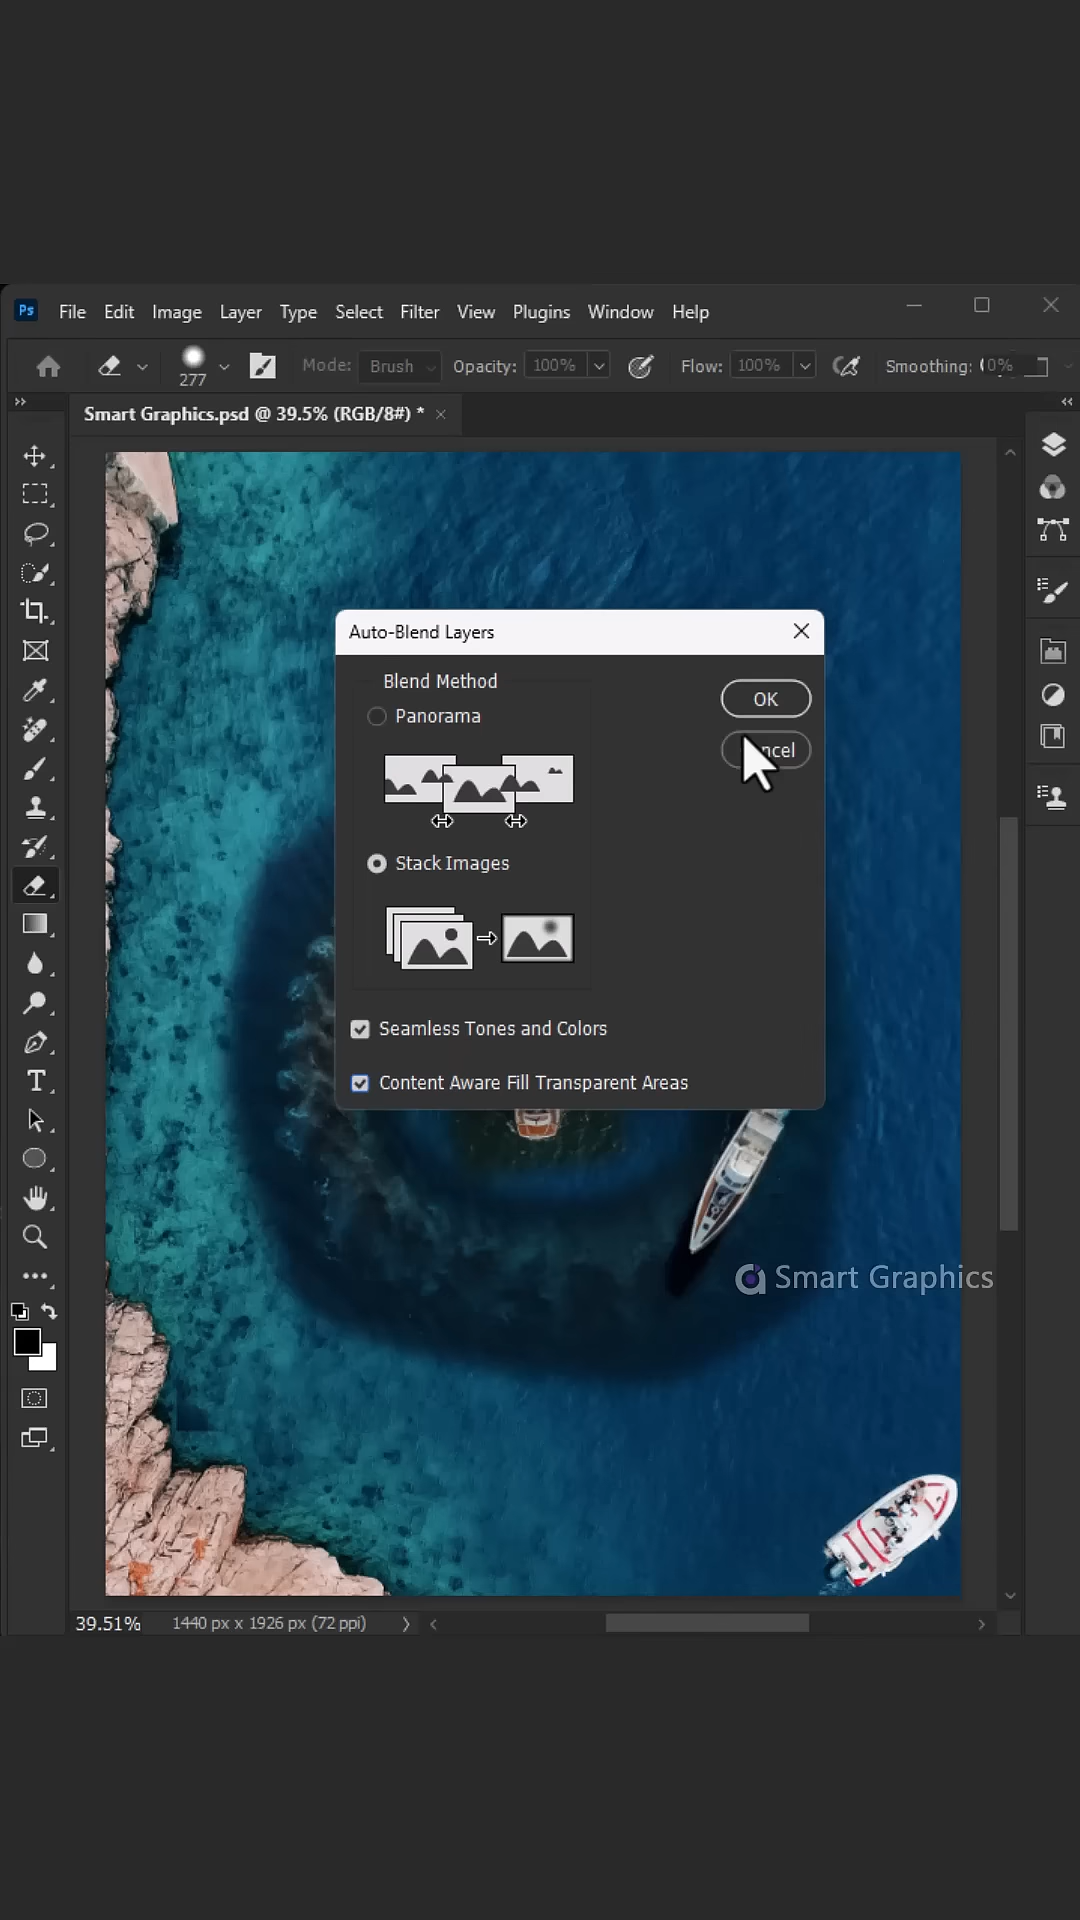 Ps File Edit Image Layer Type Select Filter View Plugins Window Help
277 Mode: Brush Opacity: 100% Flow: 100% Smoothing: 0%
Smart Graphics.psd @ 39.5% (RGB/8#) *
Auto-Blend Layers
Blend Method
Panorama
OK
Stack Images
Seamless Tones and Colors
Content Aware Fill Transparent Areas
Smart Graphics
39.51% 1440 px x 1926 px (72 ppi)